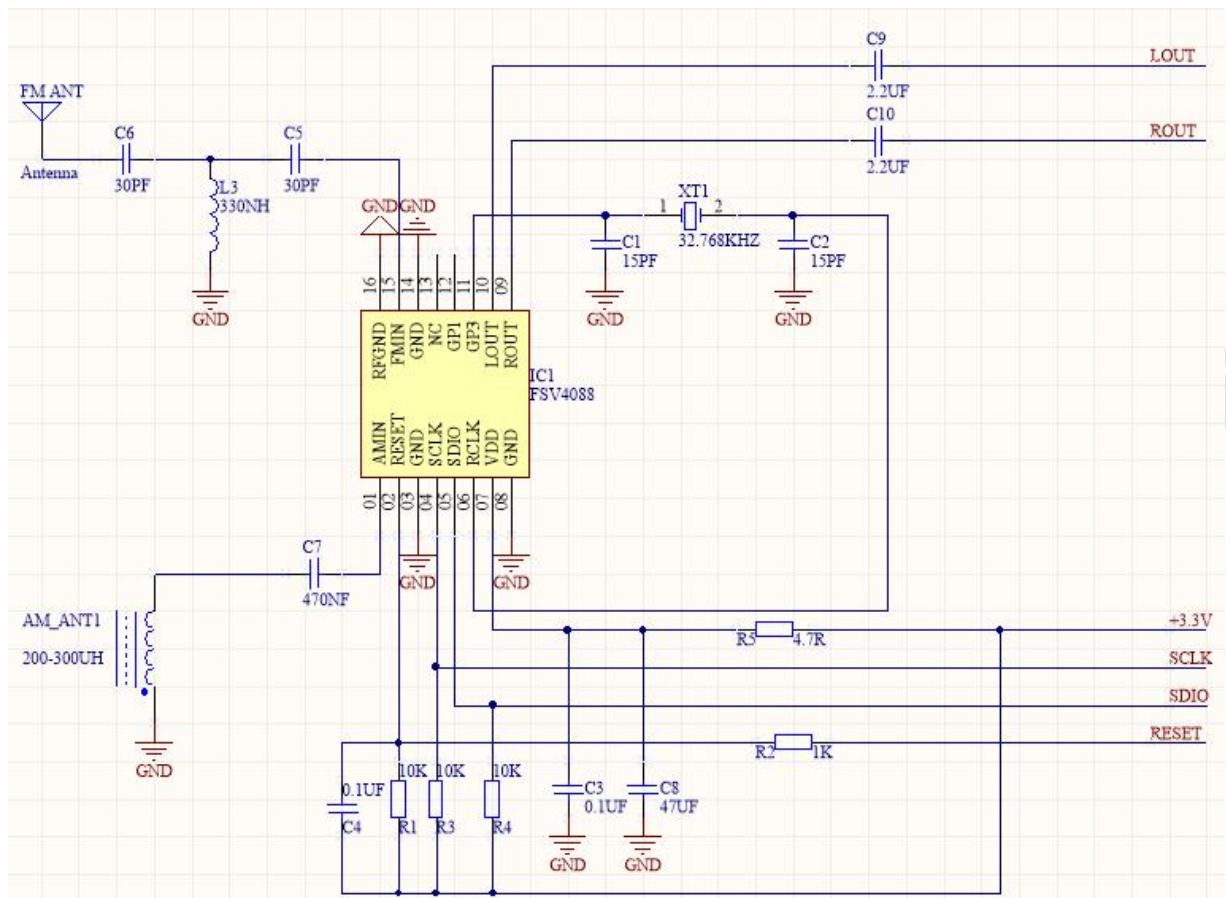 C9
LOUT
2.2UF
FM ANT
C10
ROUT
2.2UF
C6
C5
Antenna
30PF
30PF
L3
330NH
XT1
1
2
32.768KHZ
GND
GND
C1
15PF
C2
15PF
GND
GND
GND
16
15
14
13
12
11
10
09
RFGND
FMIN
GND
NC
GP1
GP3
LOUT
ROUT
IC1
FSV4088
AMIN
RESET
GND
SCLK
SDIO
RCLK
VDD
GND
01
02
03
04
05
06
07
08
C7
470NF
GND
GND
AM_ANT1
200-300UH
GND
R5
4.7R
+3.3V
SCLK
SDIO
RESET
R2
1K
0.1UF
C4
10K
R1
10K
R3
10K
R4
C3
0.1UF
C8
47UF
GND
GND